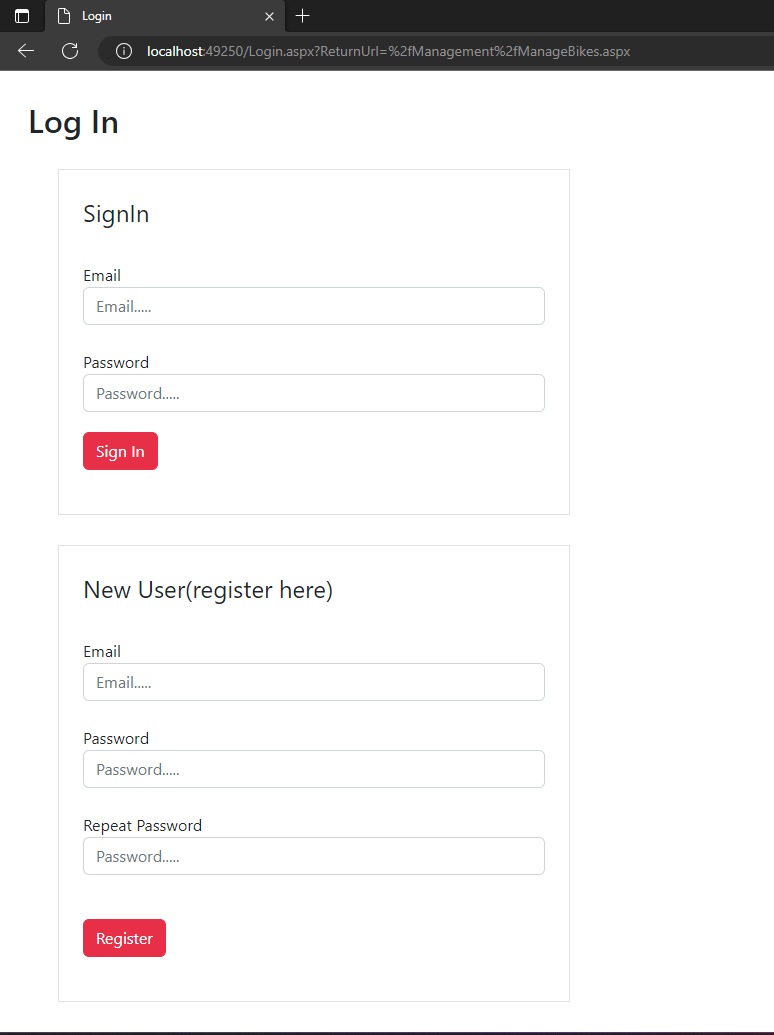 Login
localhost:49250/Login.aspx?ReturnUrl=%2fManagement%2fManageBikes.aspx
Log In
SignIn
Email
Email.....
Password
Password.....
Sign In
New User(register here)
Email
Email.....
Password
Password.....
Repeat Password
Password.....
Register